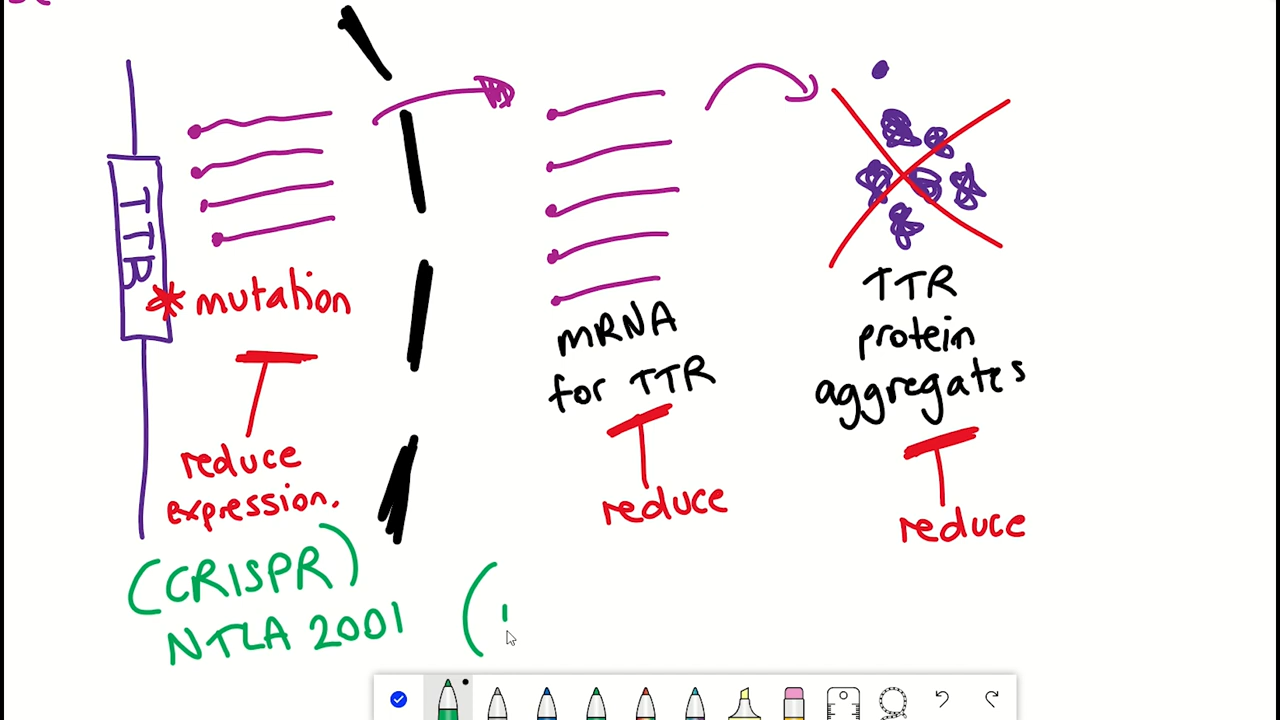 TTR
* mutation
reduce
expression.
(CRISPR)
NTLA 2001
mRNA
for TTR
reduce
TTR
protein
aggregates
reduce
(